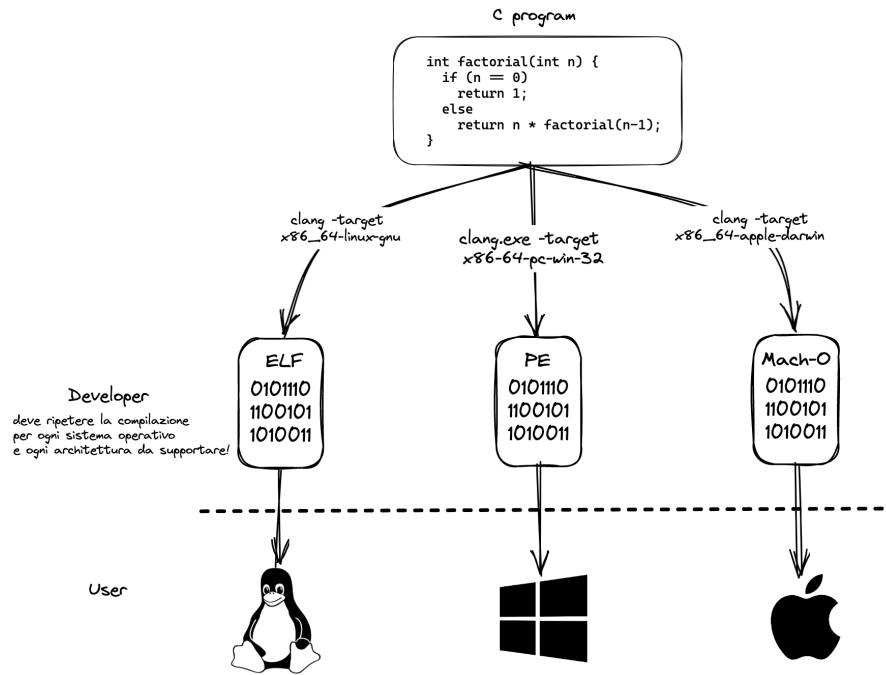 C program
int factorial(int n) {
  if (n == 0)
    return 1;
  else
    return n * factorial(n-1);
}
clang -target
x86_64-linux-gnu
clang.exe -target
x86-64-pc-win-32
clang -target
x86_64-apple-darwin
ELF
0101110
1100101
1010011
PE
0101110
1100101
1010011
Mach-O
0101110
1100101
1010011
Developer
deve ripetere la compilazione
per ogni sistema operativo
e ogni architettura da supportare!
User